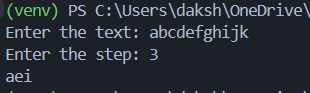 (venv) PS C:\Users\daksh\OneDrive\
Enter the text: abcdefghijk
Enter the step: 3
aei